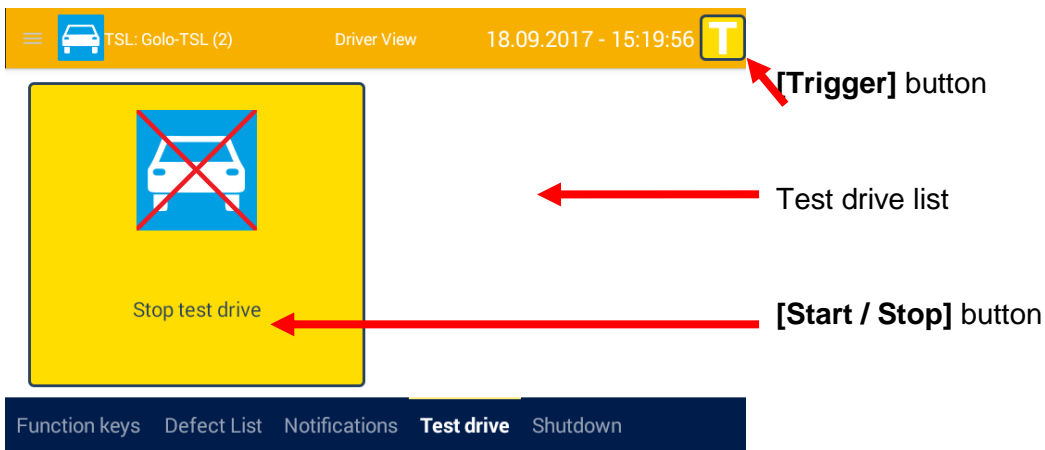 TSL: Golo-TSL (2) Driver View 18.09.2017 - 15:19:56 T
[Trigger] button
Test drive list
Stop test drive
[Start / Stop] button
Function keys Defect List Notifications Test drive Shutdown